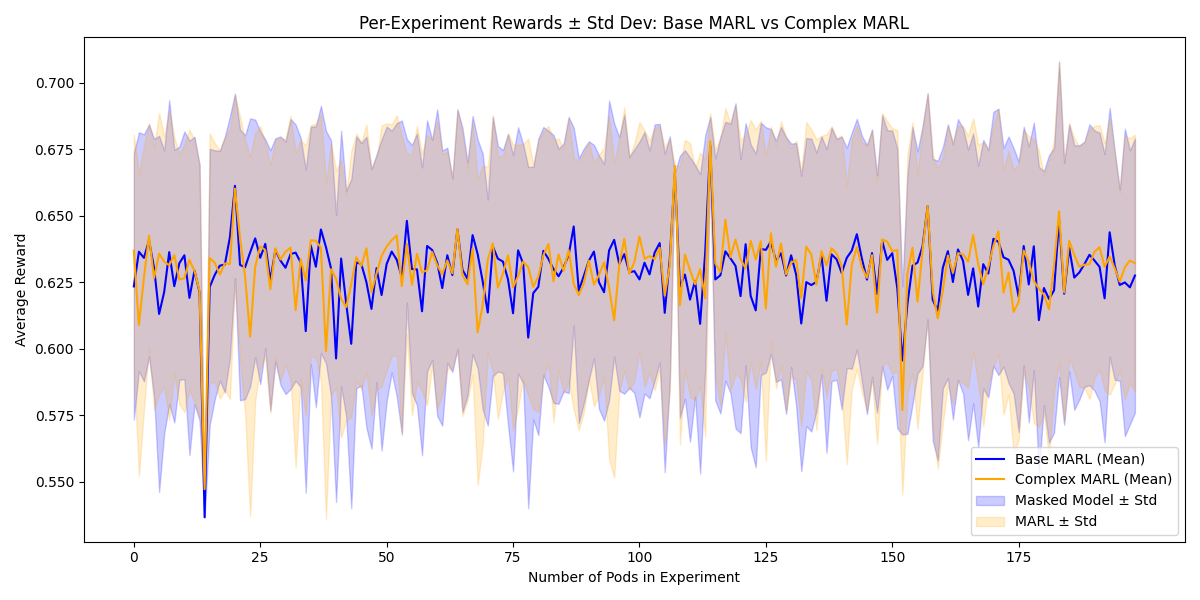 Per-Experiment Rewards ± Std Dev: Base MARL vs Complex MARL
Average Reward
0.700
0.675
0.650
0.625
0.600
0.575
0.550
0 25 50 75 100 125 150 175
Number of Pods in Experiment
Base MARL (Mean)
Complex MARL (Mean)
Masked Model ± Std
MARL ± Std